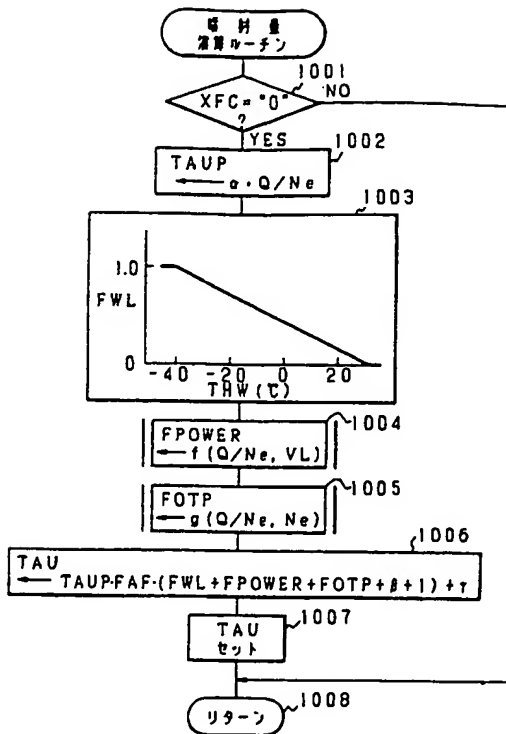 噴射量
演算ルーチン
1001
XFC="0"
?
NO
YES
1002
TAUP
← α・Q/Ne
1003
1.0
FWL
0
-40 -20 0 20
THW(℃)
1004
FPOWER
← f(Q/Ne, VL)
1005
FOTP
← g(Q/Ne, Ne)
1006
TAU
← TAUP・FAF・(FWL+FPOWER+FOTP+β+1)+γ
1007
TAU
セット
1008
リターン